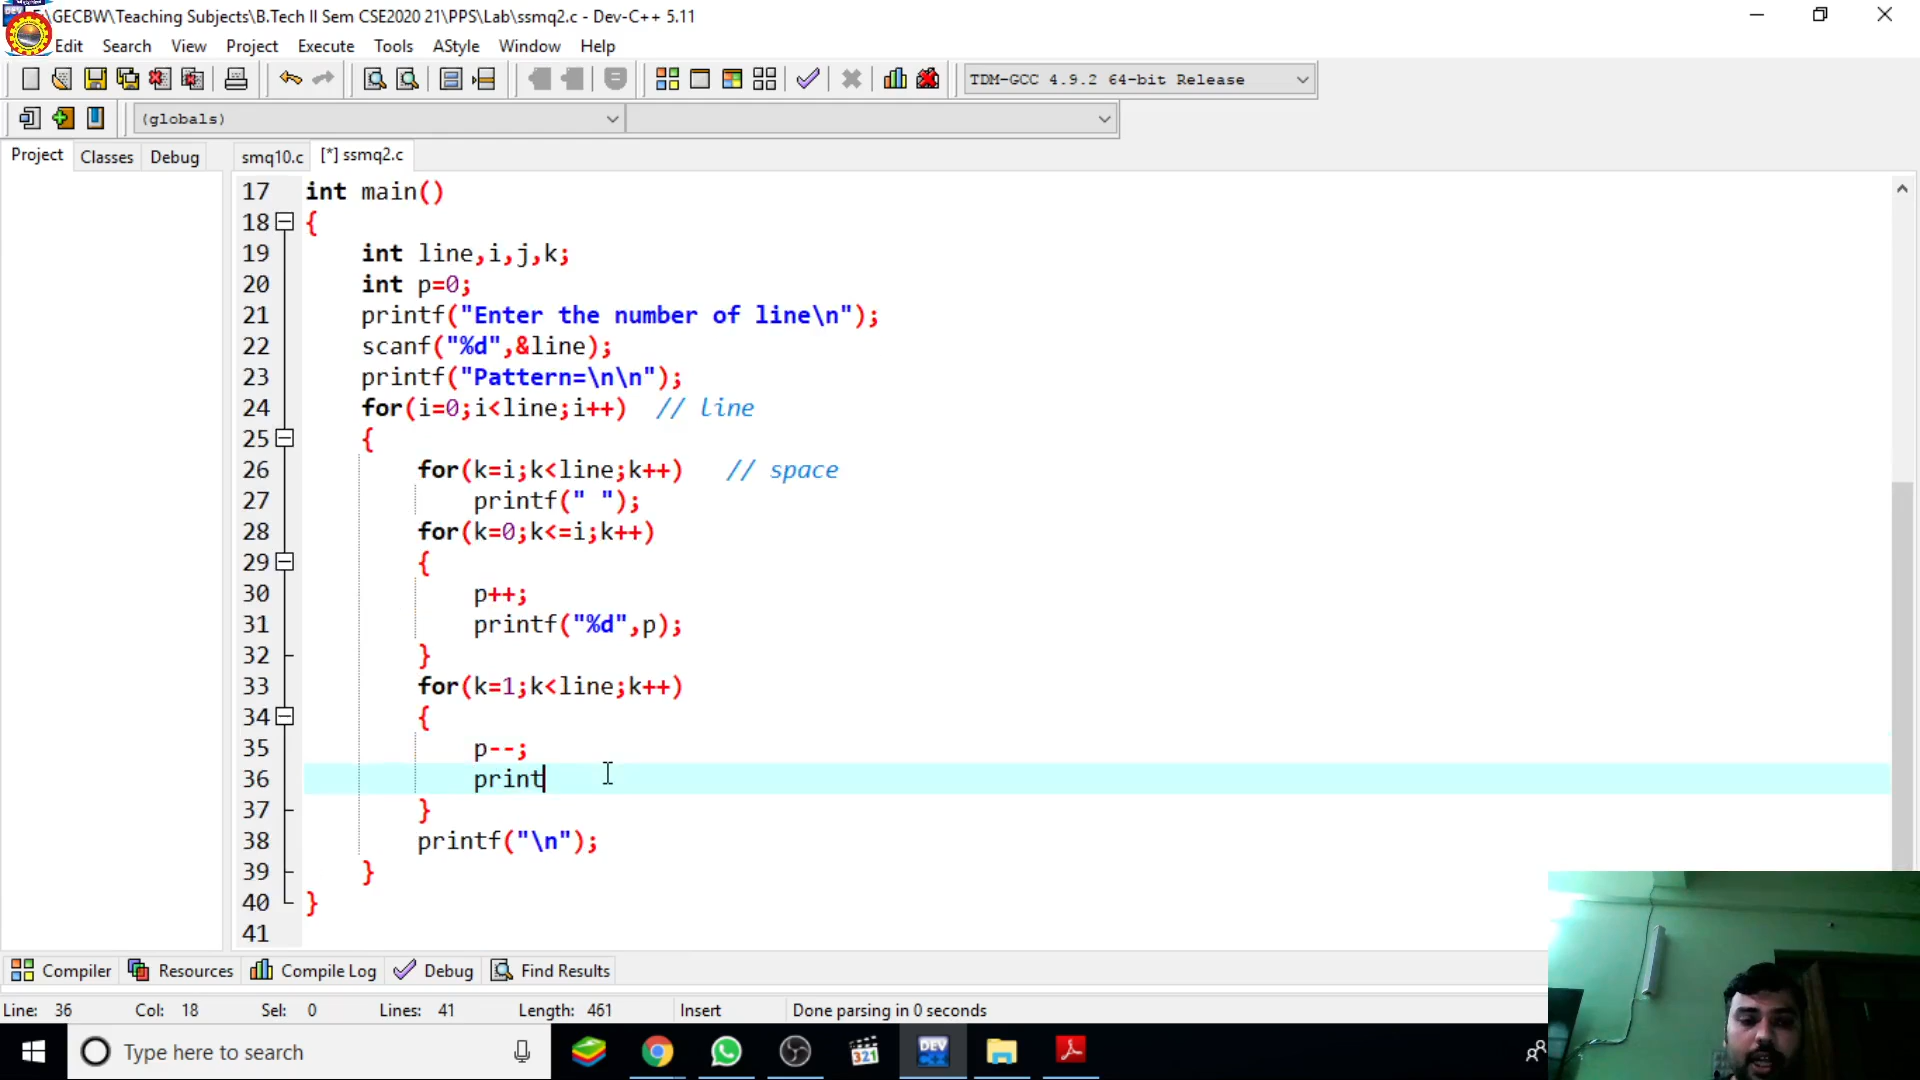 :\GECBW\Teaching Subjects\B.Tech II Sem CSE2020 21\PPS\Lab\ssmq2.c - Dev-C++ 5.11
Edit Search View Project Execute Tools AStyle Window Help
TDM-GCC 4.9.2 64-bit Release
(globals)
Project Classes Debug smq10.c [*] ssmq2.c
17 int main()
18 {
19 int line,i,j,k;
20 int p=0;
21 printf("Enter the number of line\n");
22 scanf("%d",&line);
23 printf("Pattern=\n\n");
24 for(i=0;i<line;i++) // line
25 {
26 for(k=i;k<line;k++) // space
27 printf(" ");
28 for(k=0;k<=i;k++)
29 {
30 p++;
31 printf("%d",p);
32 }
33 for(k=1;k<line;k++)
34 {
35 p--;
36 print
37 }
38 printf("\n");
39 }
40 }
41
Compiler Resources Compile Log Debug Find Results
Line: 36 Col: 18 Sel: 0 Lines: 41 Length: 461 Insert Done parsing in 0 seconds
Type here to search 321 DEV C++